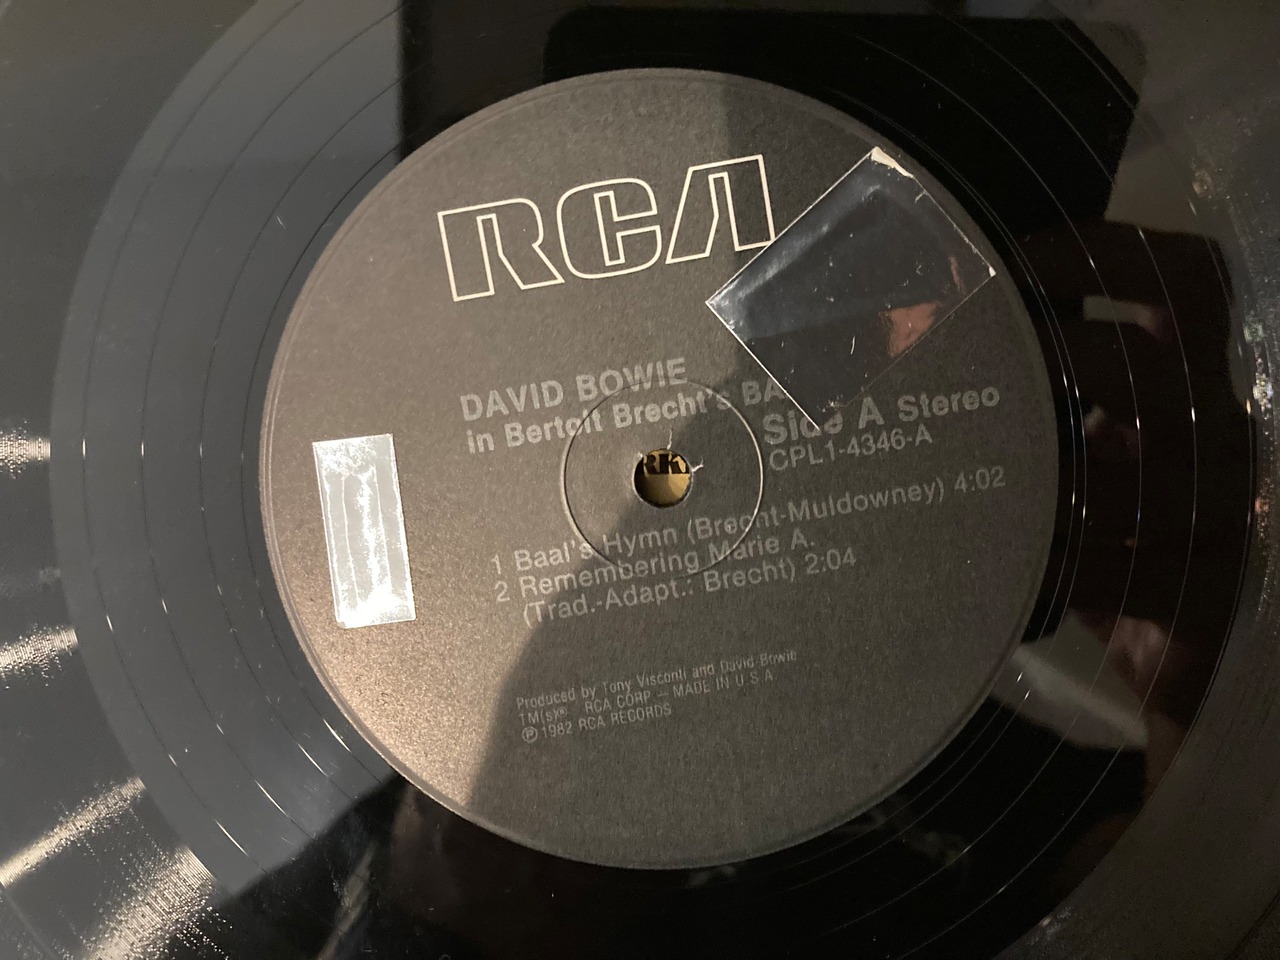 RCA
DAVID BOWIE
in Bertolt Brecht's BA
Side A Stereo
CPL1-4346-A
1 Baal's Hymn (Brecht-Muldowney) 4:02
2 Remembering Marie A.
(Trad.-Adapt.: Brecht) 2:04
Produced by Tony Visconti and David Bowie
TM(s)® RCA CORP — MADE IN U.S.A
℗ 1982 RCA RECORDS